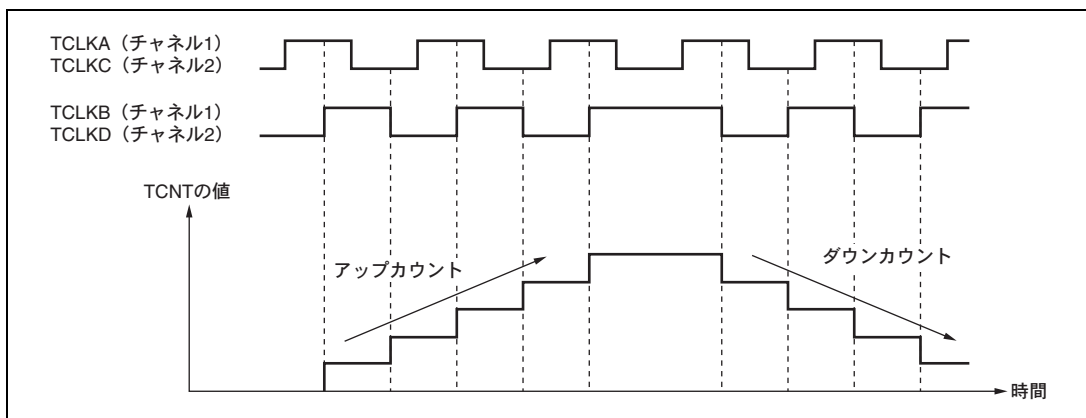 TCLKA（チャネル1）
TCLKC（チャネル2）
TCLKB（チャネル1）
TCLKD（チャネル2）
TCNTの値
アップカウント
ダウンカウント
時間